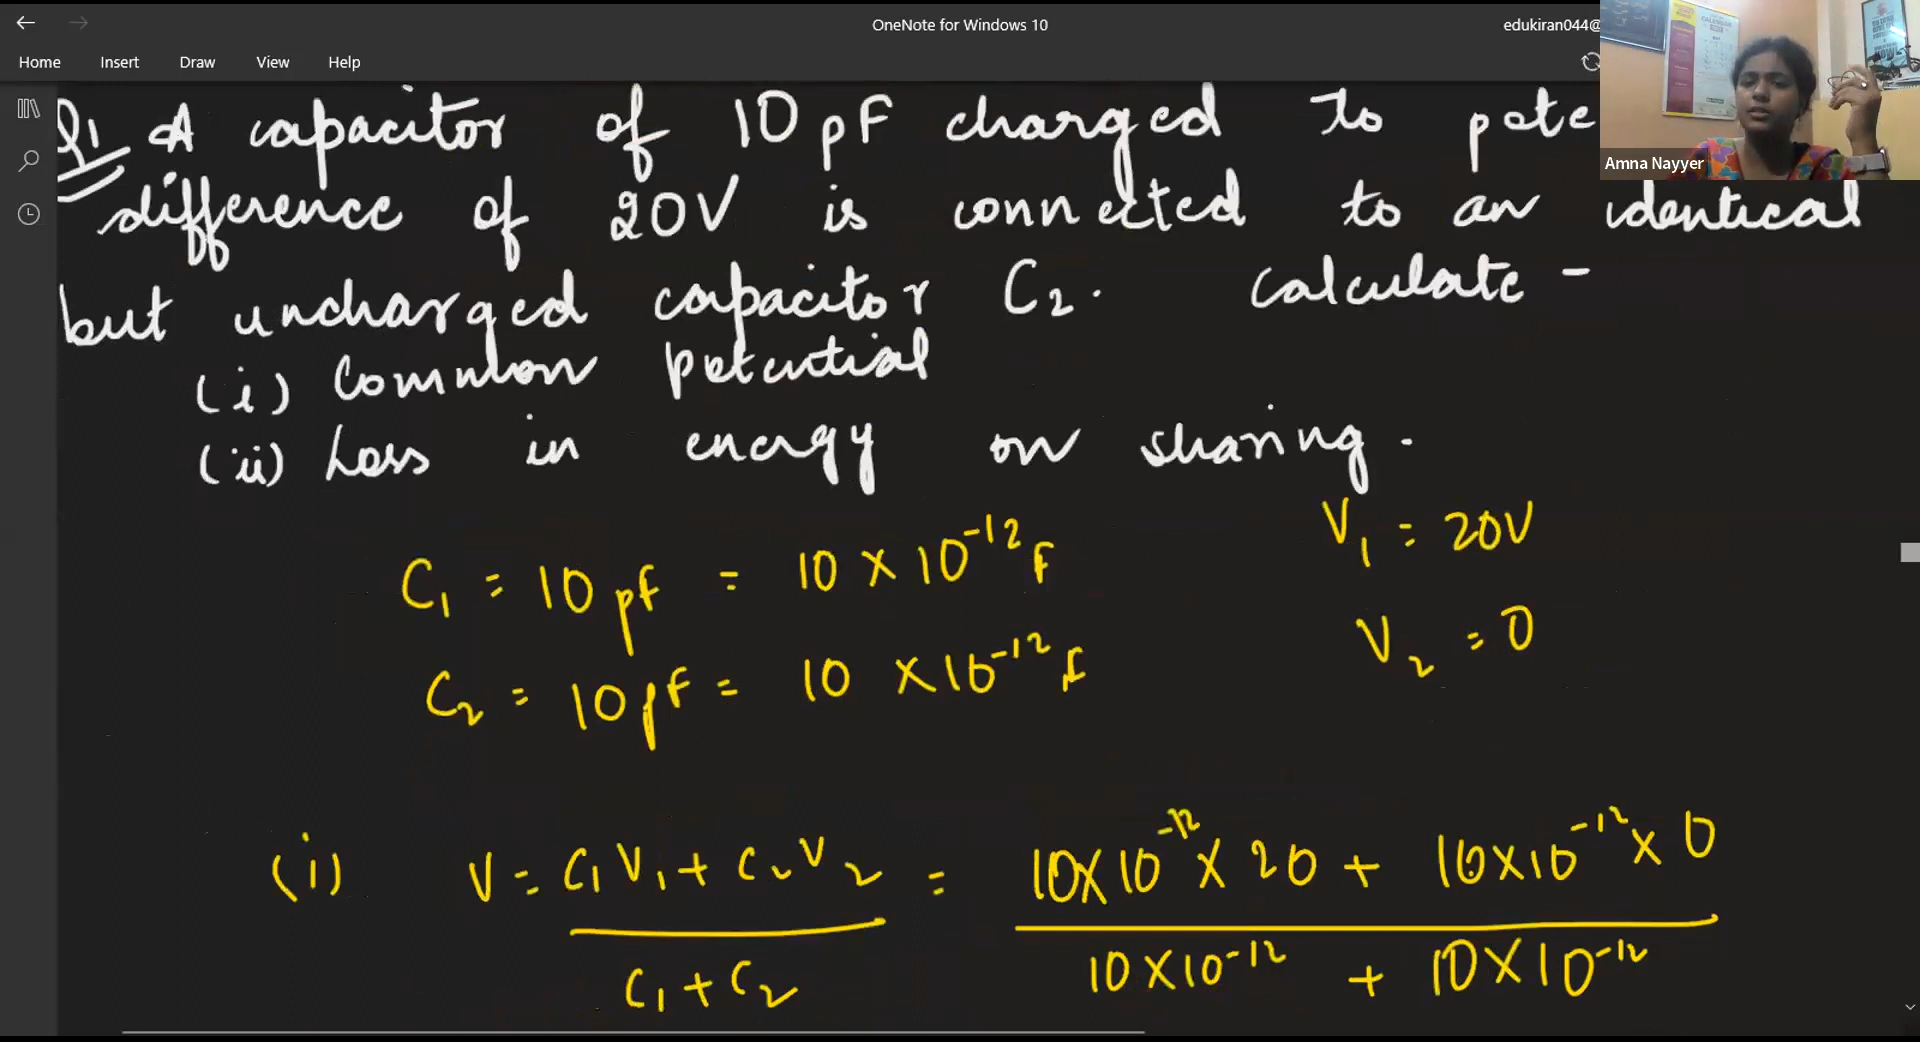 OneNote for Windows 10
edukiran044@
Home Insert Draw View Help
Amna Nayyer
Q1 A capacitor of 10 pF charged to pote
difference of 20V is connected to an identical
but uncharged capacitor C₂. Calculate -
(i) Common potential
(ii) Loss in energy on sharing.
C₁ = 10 pf = 10 × 10⁻¹² F
V₁ = 20V
C₂ = 10 pF = 10 × 10⁻¹² F
V₂ = 0
(i) V = C₁V₁ + C₂V₂ = 10×10⁻¹² × 20 + 10×10⁻¹² × 0
C₁ + C₂ 10 × 10⁻¹² + 10 × 10⁻¹²